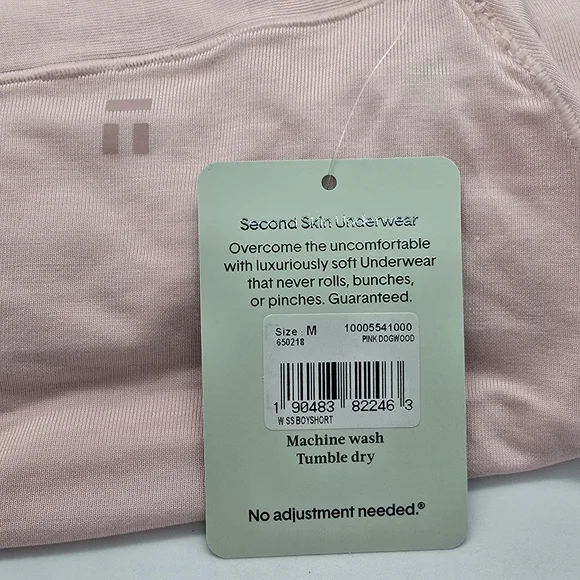 Second Skin Underwear
Overcome the uncomfortable
with luxuriously soft Underwear
that never rolls, bunches,
or pinches. Guaranteed.
Size : M 10005541000
650218 PINK DOGWOOD
1 90483 82246 3
W SS BOYSHORT
Machine wash
Tumble dry
No adjustment needed.®